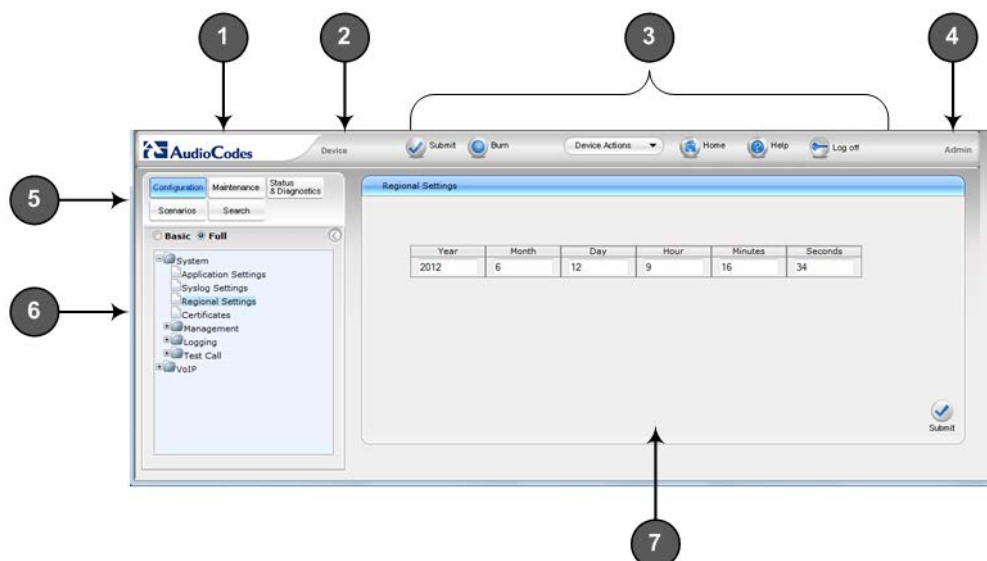 1 2 3 4
AudioCodes Device Submit Burn Device Actions Home Help Log off Admin
5
Configuration Maintenance Status & Diagnostics
Scenarios Search
Regional Settings
Basic Full
Year Month Day Hour Minutes Seconds
2012 6 12 9 16 34
6
System
Application Settings
Syslog Settings
Regional Settings
Certificates
Management
Logging
Test Call
VoIP
Submit
7